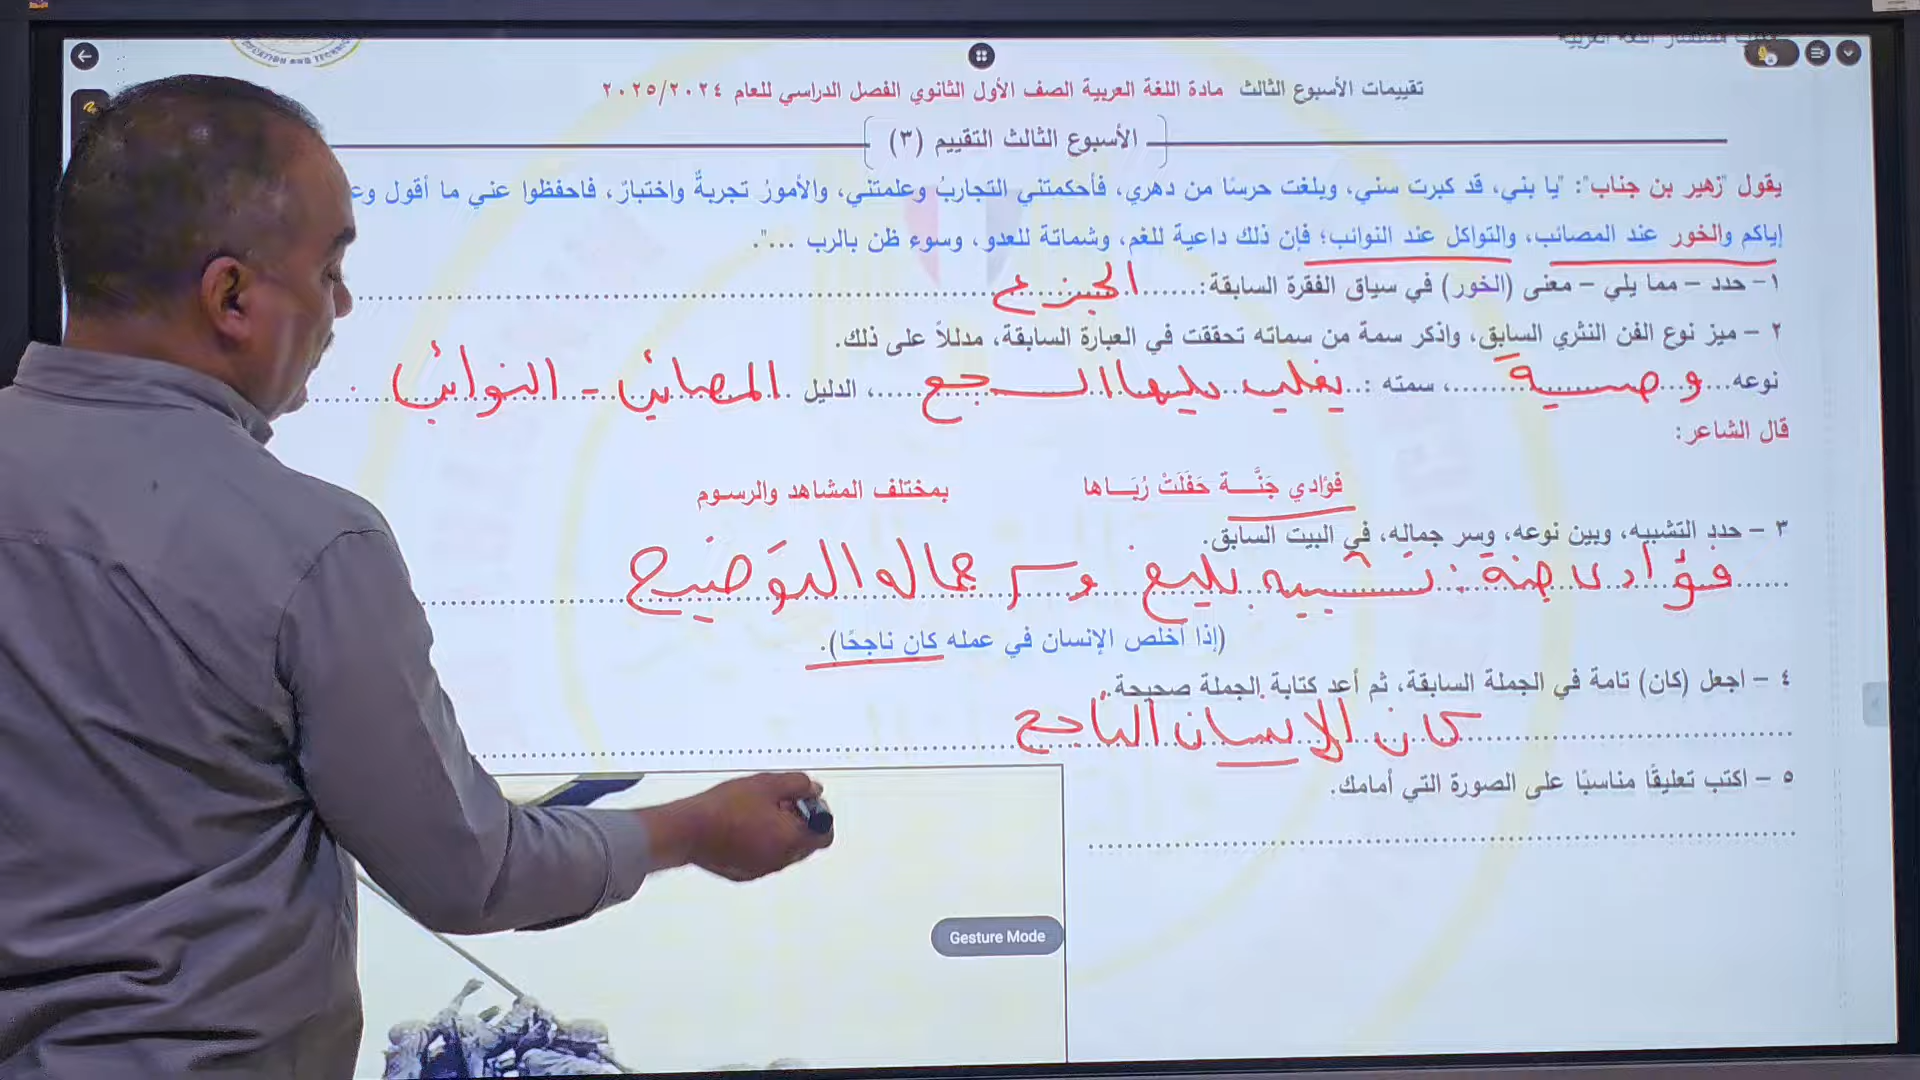 تقييمات الأسبوع الثالث مادة اللغة العربية الصف الأول الثانوي الفصل الدراسي للعام ٢٠٢٥/٢٠٢٤
الأسبوع الثالث التقييم (٣)
يقول "زهير بن جناب": "يا بني، قد كبرت سني، وبلغت حرسًا من دهري، فأحكمتني التجاربُ وعلمتني، والأمورُ تجربةٌ واختبارٌ، فاحفظوا عني ما أقول وع
إياكم والخور عند المصائب، والتواكل عند النوائب؛ فإن ذلك داعية للغم، وشماتة للعدو، وسوء ظن بالرب ...".
١- حدد – مما يلي – معنى (الخور) في سياق الفقرة السابقة: الجزع
٢ – ميز نوع الفن النثري السابق، واذكر سمة من سماته تحققت في العبارة السابقة، مدللاً على ذلك.
نوعه وصية، سمته : يغلب عليها السجع، الدليل المصائب - النوائب
قال الشاعر:
فؤادي جَنَّـــة حَفَلَتْ رُبَــاها بمختلف المشاهد والرسوم
٣ – حدد التشبيه، وبين نوعه، وسر جماله، في البيت السابق.
فؤادى جنة : تشبيه بليغ وسر جماله التوضيح
(إذا أخلص الإنسان في عمله كان ناجحًا).
٤ – اجعل (كان) تامة في الجملة السابقة، ثم أعد كتابة الجملة صحيحة.
كان الإنسان الناجح
٥ – اكتب تعليقًا مناسبًا على الصورة التي أمامك.
Gesture Mode